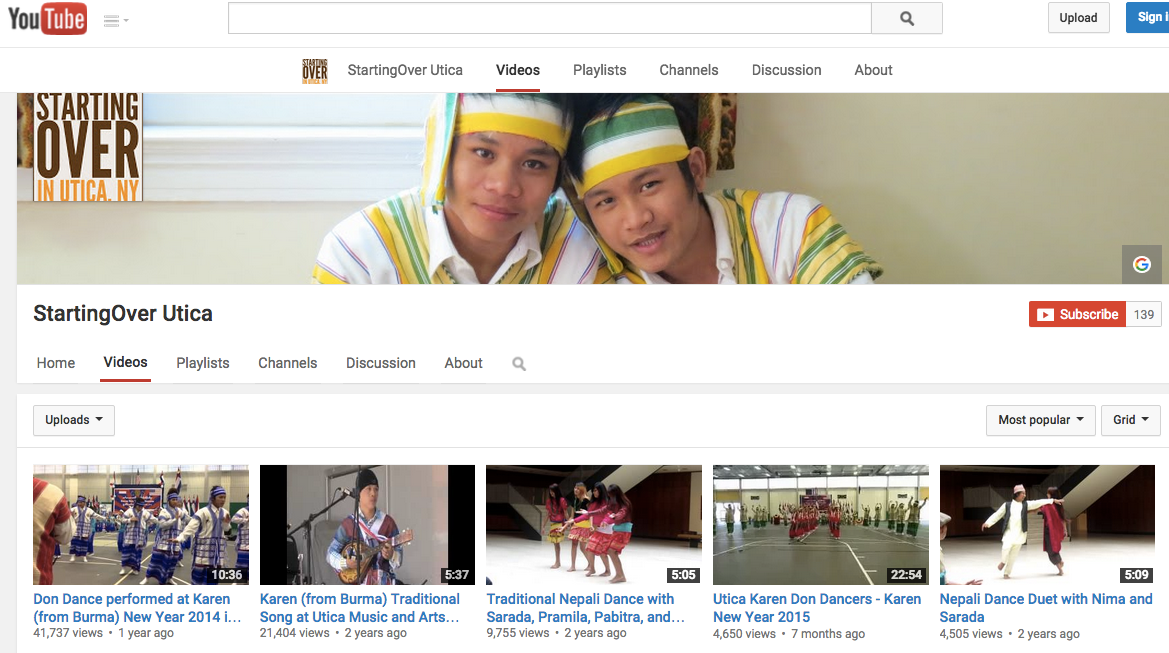 YouTube
Upload
Sign i
STARTING OVER IN UTICA, NY
StartingOver Utica
Videos
Playlists
Channels
Discussion
About
STARTING
OVER
IN UTICA, NY
StartingOver Utica
Subscribe
139
Home
Videos
Playlists
Channels
Discussion
About
Uploads
Most popular
Grid
10:36
5:37
5:05
22:54
5:09
Don Dance performed at Karen
(from Burma) New Year 2014 i...
41,737 views • 1 year ago
Karen (from Burma) Traditional
Song at Utica Music and Arts...
21,404 views • 2 years ago
Traditional Nepali Dance with
Sarada, Pramila, Pabitra, and...
9,755 views • 2 years ago
Utica Karen Don Dancers - Karen
New Year 2015
4,650 views • 7 months ago
Nepali Dance Duet with Nima and
Sarada
4,505 views • 2 years ago